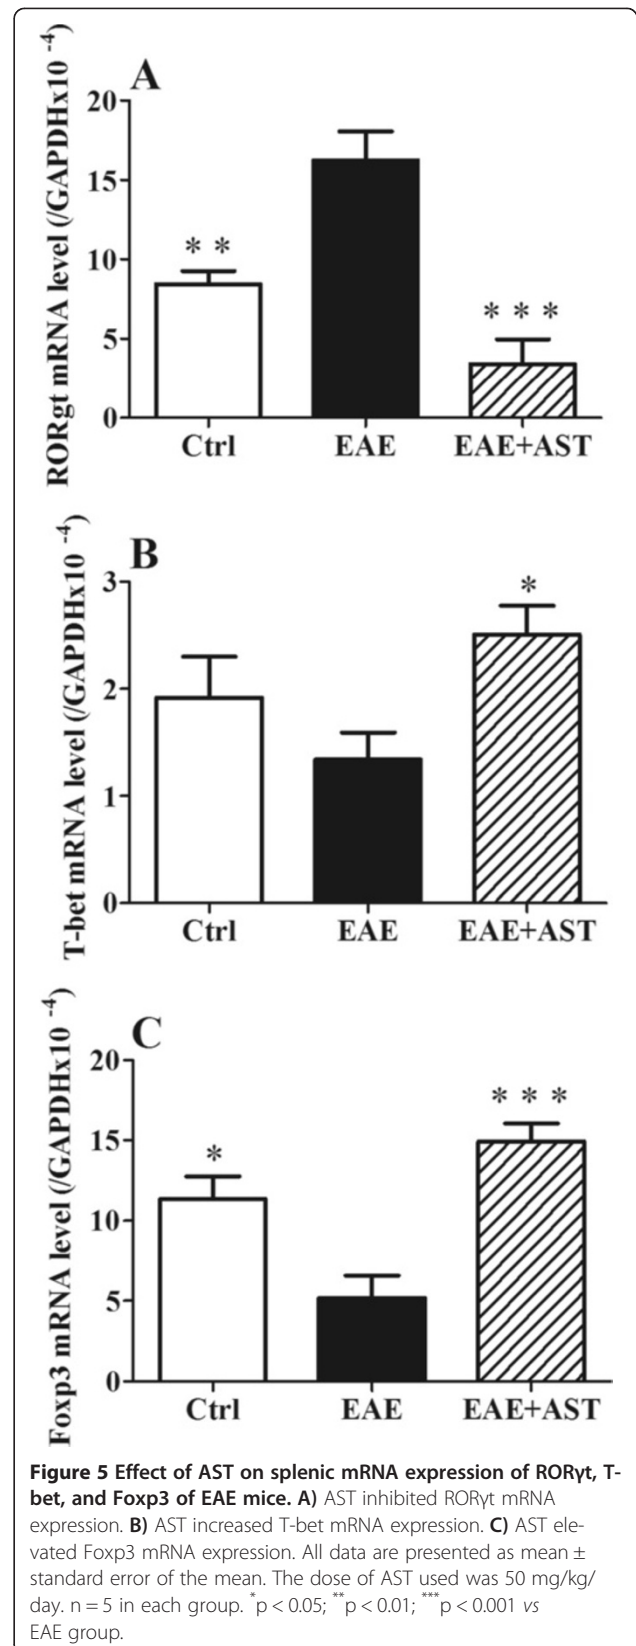 A
RORgt mRNA level (/GAPDHx10 -4)
20
15
10
5
0
**
***
Ctrl
EAE
EAE+AST
B
T-bet mRNA level (/GAPDHx10 -4)
3
2
1
0
*
Ctrl
EAE
EAE+AST
C
Foxp3 mRNA level (/GAPDHx10 -4)
20
15
10
5
0
*
***
Ctrl
EAE
EAE+AST
Figure 5 Effect of AST on splenic mRNA expression of RORγt, T-
bet, and Foxp3 of EAE mice. A) AST inhibited RORγt mRNA
expression. B) AST increased T-bet mRNA expression. C) AST ele-
vated Foxp3 mRNA expression. All data are presented as mean ±
standard error of the mean. The dose of AST used was 50 mg/kg/
day. n = 5 in each group. *p < 0.05; **p < 0.01; ***p < 0.001 vs
EAE group.